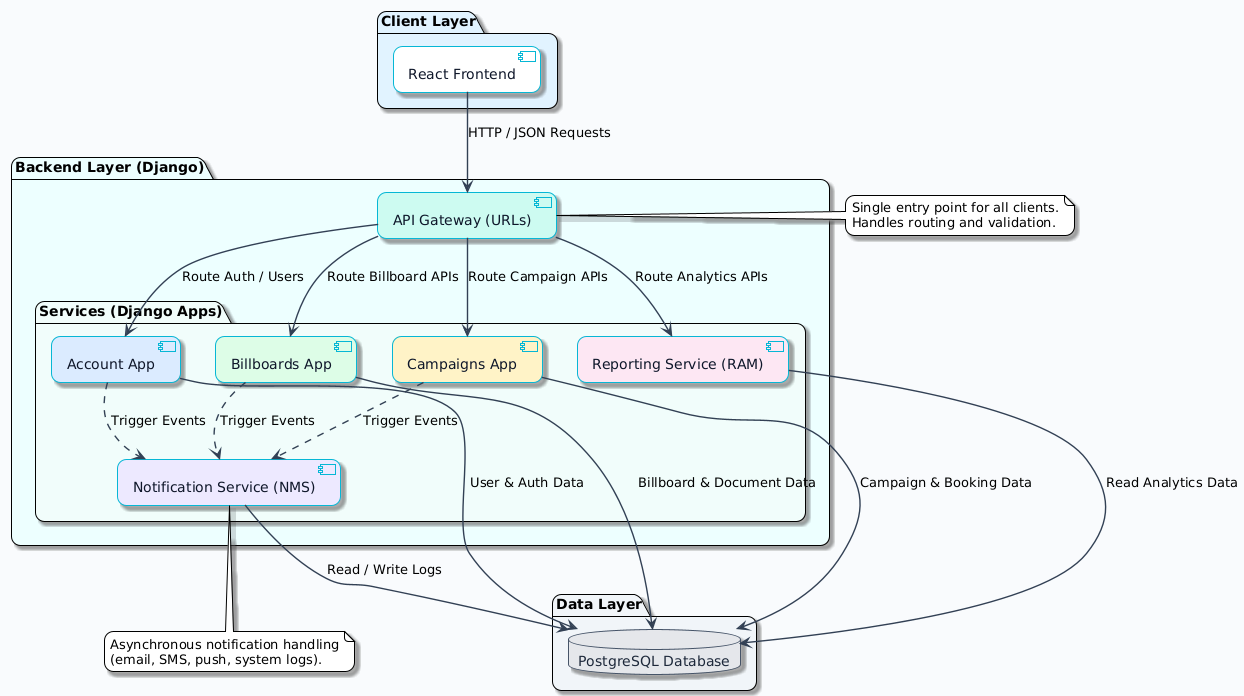 Client Layer
React Frontend
HTTP / JSON Requests
Backend Layer (Django)
API Gateway (URLs)
Single entry point for all clients.
Handles routing and validation.
Route Auth / Users
Route Billboard APIs
Route Campaign APIs
Route Analytics APIs
Services (Django Apps)
Account App
Billboards App
Campaigns App
Reporting Service (RAM)
Trigger Events
Trigger Events
Trigger Events
Notification Service (NMS)
User & Auth Data
Billboard & Document Data
Campaign & Booking Data
Read Analytics Data
Read / Write Logs
Data Layer
Asynchronous notification handling
(email, SMS, push, system logs).
PostgreSQL Database